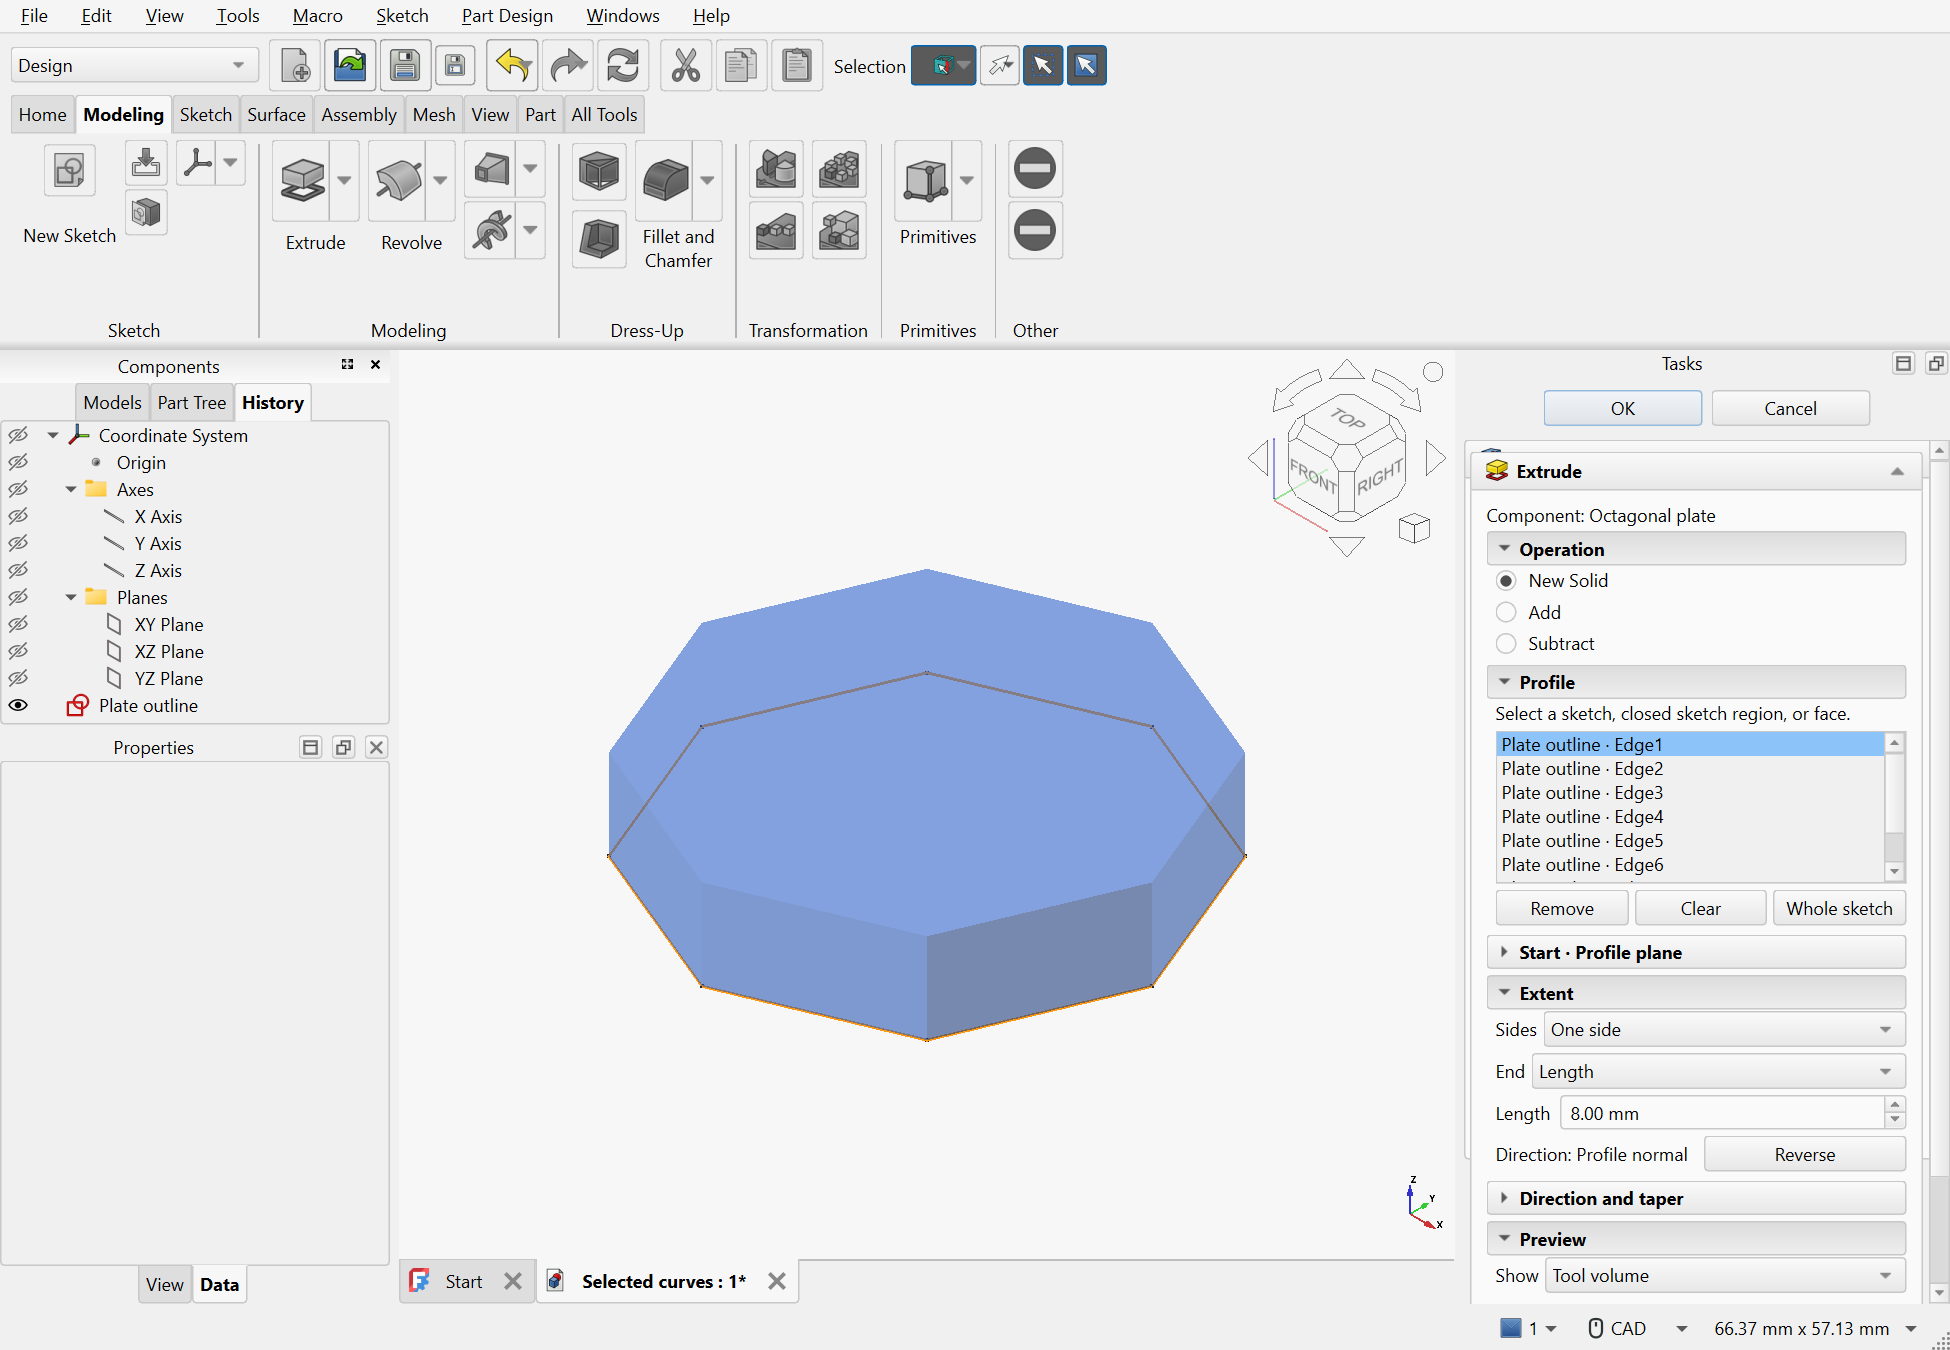 File Edit View Tools Macro Sketch Part Design Windows Help
Design
Selection
Home Modeling Sketch Surface Assembly Mesh View Part All Tools
New Sketch
Extrude
Revolve
Fillet and
Chamfer
Primitives
Sketch
Modeling
Dress-Up
Transformation
Primitives
Other
Components
Models Part Tree History
Coordinate System
Origin
Axes
X Axis
Y Axis
Z Axis
Planes
XY Plane
XZ Plane
YZ Plane
Plate outline
Properties
View Data
TOP
FRONT
RIGHT
Z
Y
X
Start
Selected curves : 1*
Tasks
OK
Cancel
Extrude
Component: Octagonal plate
Operation
New Solid
Add
Subtract
Profile
Select a sketch, closed sketch region, or face.
Plate outline · Edge1
Plate outline · Edge2
Plate outline · Edge3
Plate outline · Edge4
Plate outline · Edge5
Plate outline · Edge6
Remove Clear Whole sketch
Start · Profile plane
Extent
Sides One side
End Length
Length 8.00 mm
Direction: Profile normal Reverse
Direction and taper
Preview
Show Tool volume
1 CAD 66.37 mm x 57.13 mm